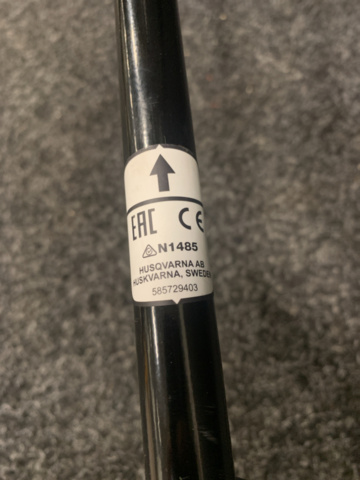 EAC CE
N1485
HUSQVARNA AB
HUSKVARNA, SWEDEN
585729403